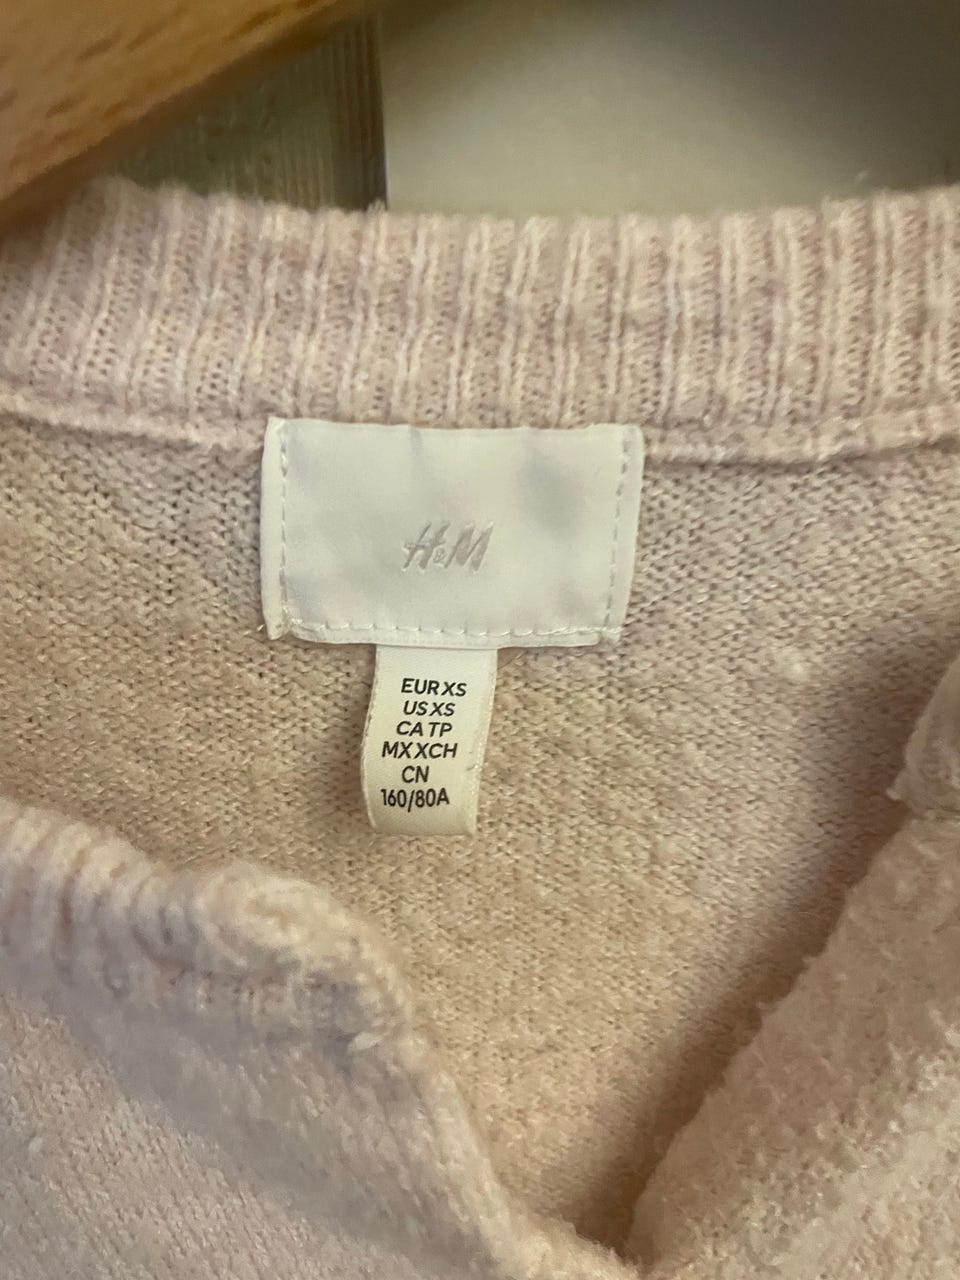 H&M
EUR XS
US XS
CA TP
MX XCH
CN
160/80A